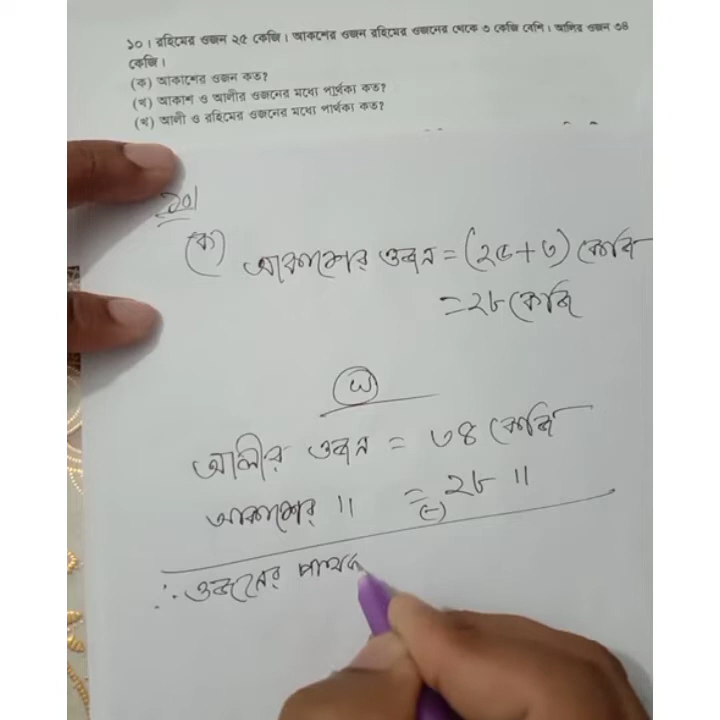 ১০। রহিমের ওজন ২৫ কেজি। আকাশের ওজন রহিমের ওজনের থেকে ৩ কেজি বেশি। আলির ওজন ৩৪
কেজি।
(ক) আকাশের ওজন কত?
(খ) আকাশ ও আলীর ওজনের মধ্যে পার্থক্য কত?
(খ) আলী ও রহিমের ওজনের মধ্যে পার্থক্য কত?
১০।
(ক)
আকাশের ওজন = (২৫+৩) কেজি
= ২৮ কেজি
আলীর ওজন = ৩৪ কেজি
আকাশের ॥ = ২৮ ॥
(-)
∴ ওজনের পার্থক